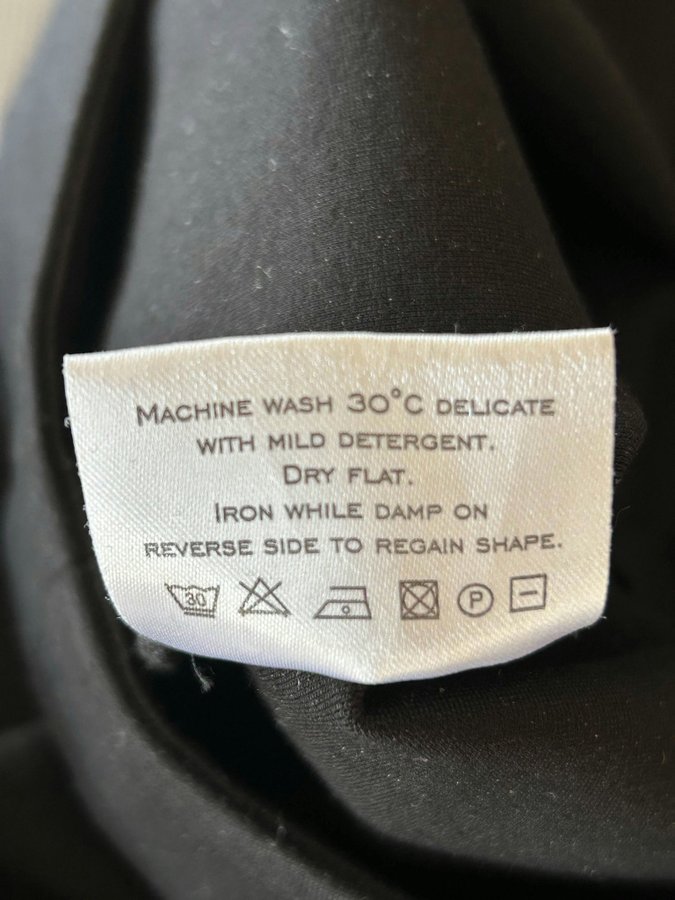 MACHINE WASH 30°C DELICATE
WITH MILD DETERGENT.
DRY FLAT.
IRON WHILE DAMP ON
REVERSE SIDE TO REGAIN SHAPE.
30 P